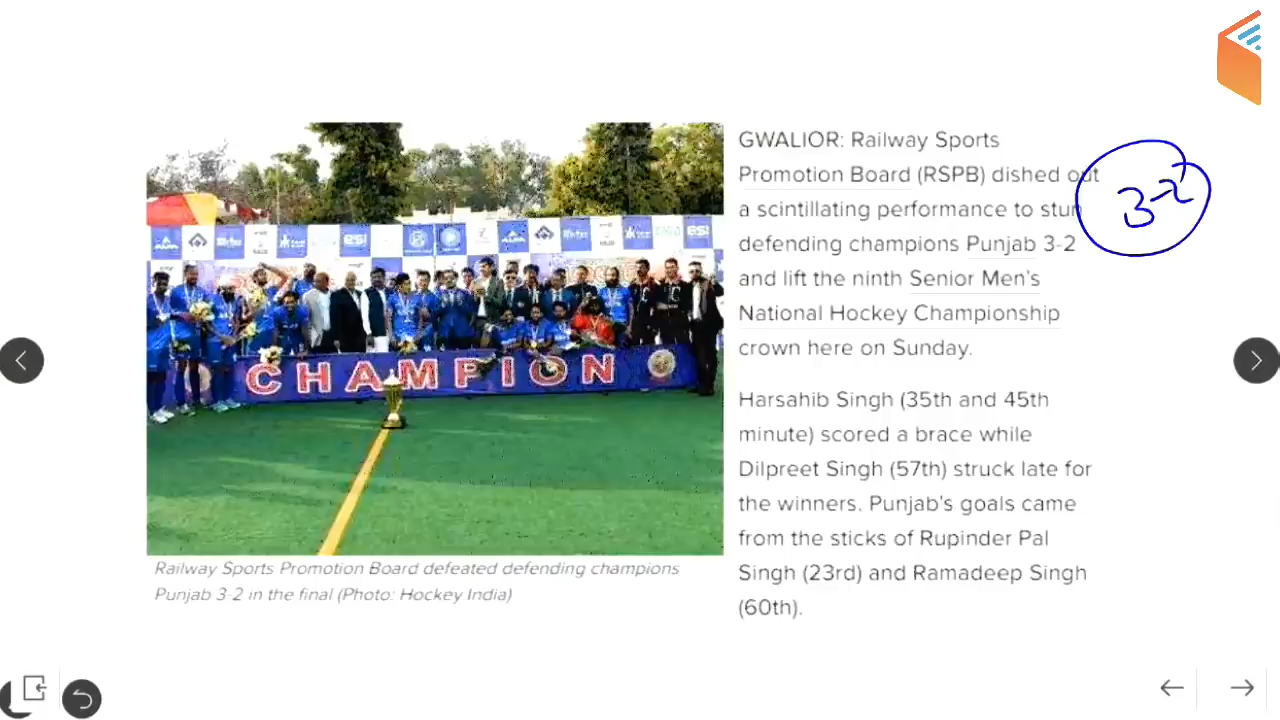 GWALIOR: Railway Sports
Promotion Board (RSPB) dished out
a scintillating performance to stun
defending champions Punjab 3-2
and lift the ninth Senior Men's
National Hockey Championship
crown here on Sunday.
3-2
Harsahib Singh (35th and 45th
minute) scored a brace while
Dilpreet Singh (57th) struck late for
the winners. Punjab's goals came
from the sticks of Rupinder Pal
Singh (23rd) and Ramadeep Singh
(60th).
CHAMPION
Railway Sports Promotion Board defeated defending champions
Punjab 3-2 in the final (Photo: Hockey India)